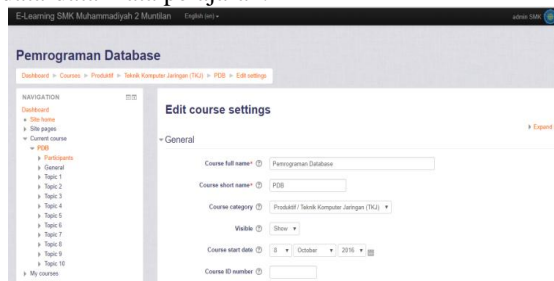 E-Learning SMK Muhammadiyah 2 Muntilan English (en) admin SMK
Pemrograman Database
Dashboard ► Courses ► Produktif ► Teknik Komputer Jaringan (TKJ) ► PDB ► Edit settings
NAVIGATION
Dashboard
Site home
Site pages
Current course
PDB
Participants
General
Topic 1
Topic 2
Topic 3
Topic 4
Topic 5
Topic 6
Topic 7
Topic 8
Topic 9
Topic 10
My courses
Edit course settings
Expand
General
Course full name* Pemrograman Database
Course short name* PDB
Course category Produktif / Teknik Komputer Jaringan (TKJ)
Visible Show
Course start date 8 October 2016
Course ID number